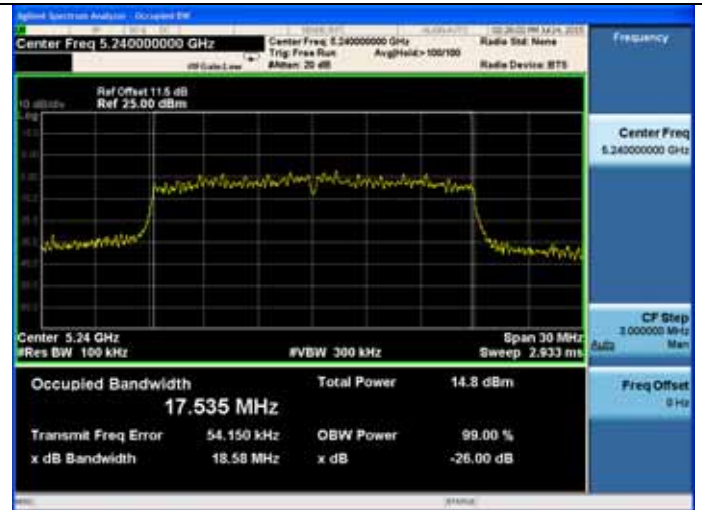 Agilent Spectrum Analyzer - Occupied BW
Center Freq 5.240000000 GHz
#IFGain:Low
Center Freq: 5.240000000 GHz
Trig: Free Run Avg|Hold:> 100/100
#Atten: 20 dB
Radio Std: None
Radio Device: BTS
Frequency
Ref Offset 11.5 dB
10 dB/div Ref 25.00 dBm
Log
Center Freq
5.240000000 GHz
Center 5.24 GHz
#Res BW 100 kHz
#VBW 300 kHz
Span 30 MHz
Sweep 2.933 ms
CF Step
3.000000 MHz
Auto Man
Occupied Bandwidth
17.535 MHz
Total Power 14.8 dBm
Freq Offset
0 Hz
Transmit Freq Error 54.150 kHz OBW Power 99.00 %
x dB Bandwidth 18.58 MHz x dB -26.00 dB
MSG
STATUS